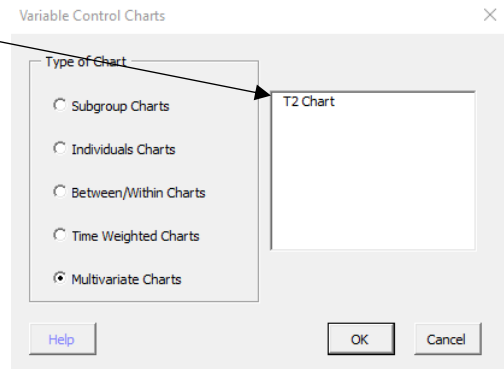 Variable Control Charts
Type of Chart
Subgroup Charts
Individuals Charts
Between/Within Charts
Time Weighted Charts
Multivariate Charts
T2 Chart
Help
OK
Cancel